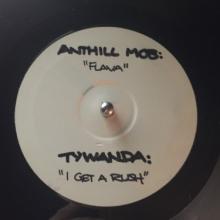 ANTHILL MOB:
"FLAVA"
TYWANDA:
"I GET A RUSH"